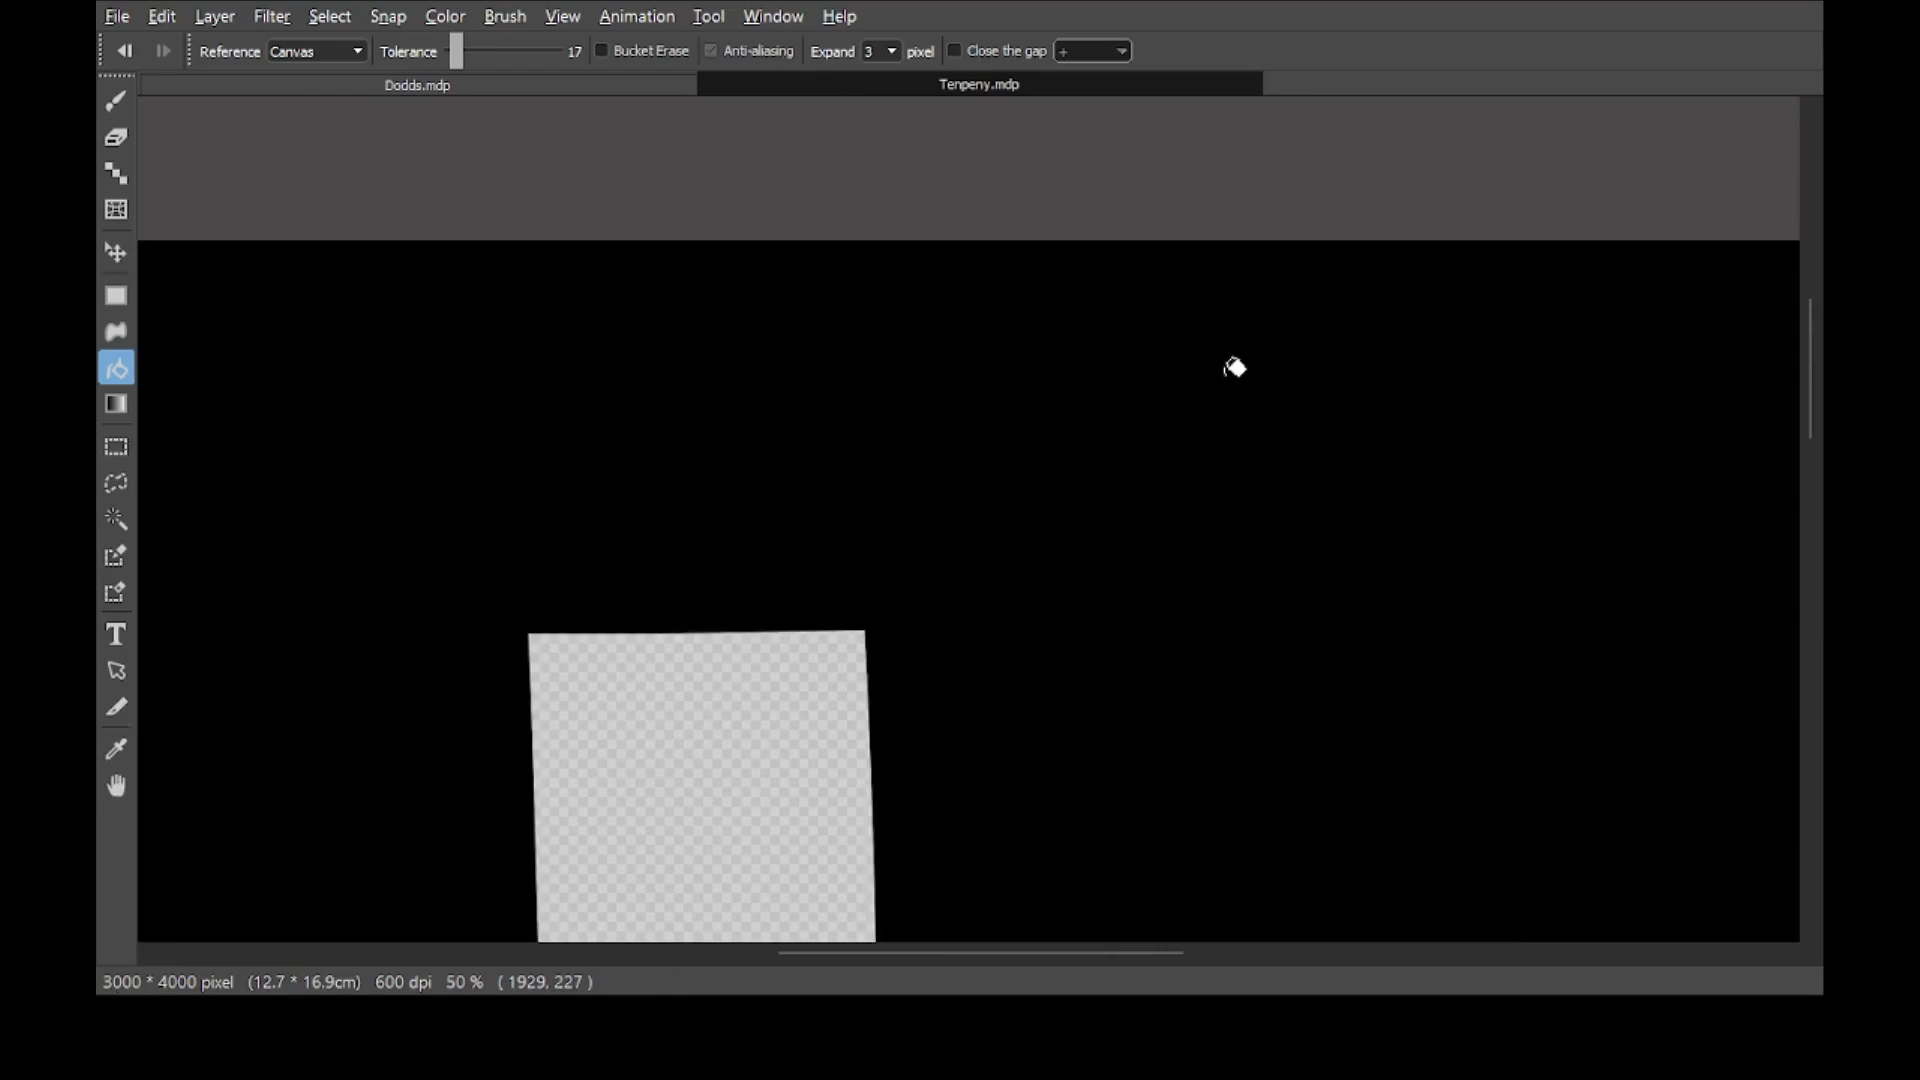 File Edit Layer Filter Select Snap Color Brush View Animation Tool Window Help
Reference Canvas Tolerance 17 Bucket Erase Anti-aliasing Expand 3 pixel Close the gap +
Dodds.mdp Tenpeny.mdp
T
3000 * 4000 pixel (12.7 * 16.9cm) 600 dpi 50 % ( 1929, 227 )